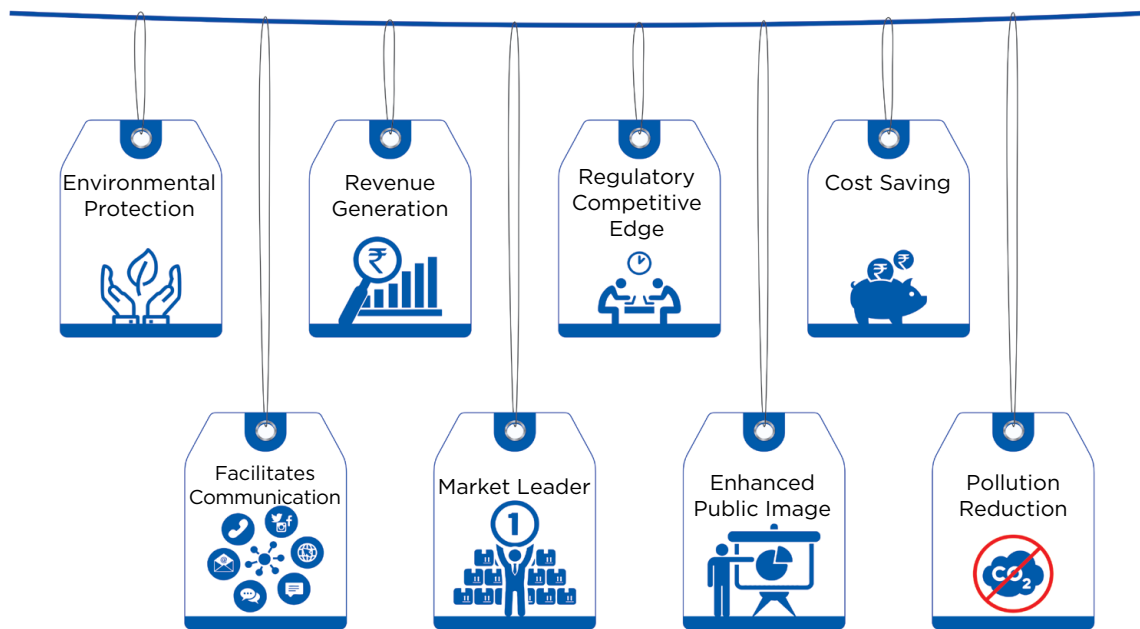 Environmental
Protection
Revenue
Generation
₹
Regulatory
Competitive
Edge
Cost Saving
₹ ₹
Facilitates
Communication
@
Market Leader
1
Enhanced
Public Image
Pollution
Reduction
CO2